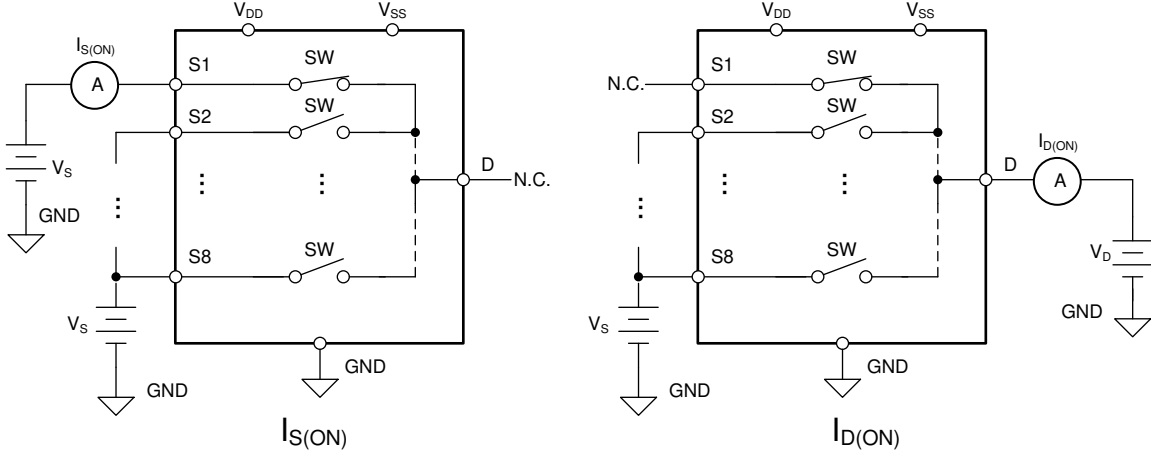 V_DD V_SS
I_S(ON)
A
S1
SW
S2
SW
V_S
...
...
...
D
N.C.
GND
S8
SW
V_S
GND
GND
I_S(ON)
V_DD V_SS
N.C.
S1
SW
S2
SW
I_D(ON)
D
A
...
...
...
S8
SW
V_D
V_S
GND
GND
GND
I_D(ON)